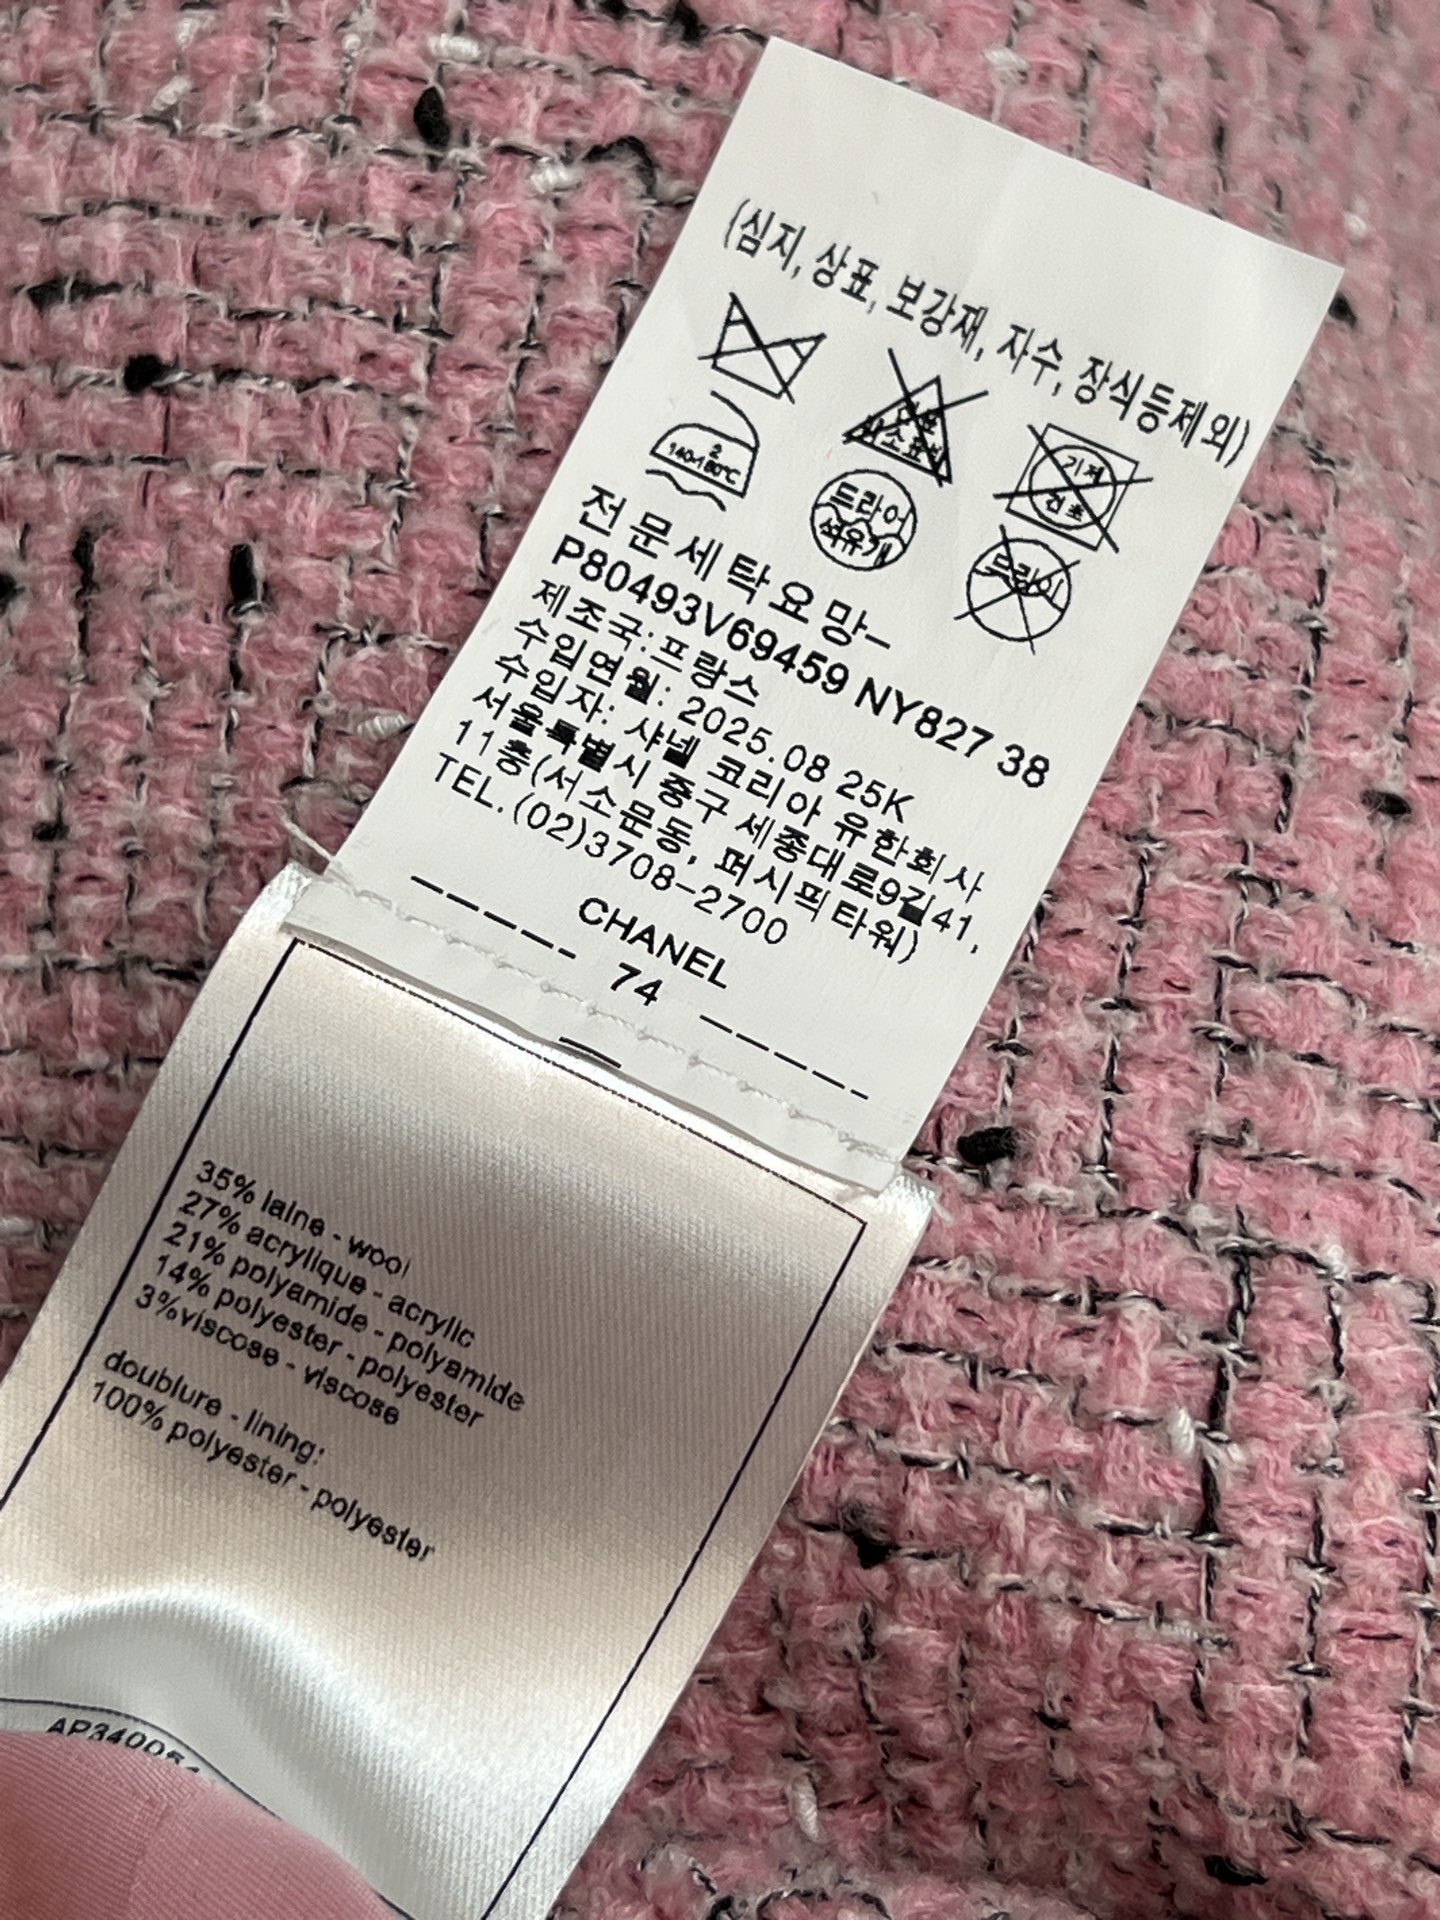 (심지, 상표, 보강재, 자수, 장식등제외)
2
140-160℃
드라이
석유계
기계
건조
전문세탁요망-
P80493V69459 NY827 38
제조국: 프랑스
수입연월: 2025.08 25K
수입자: 샤넬 코리아 유한회사
서울특별시 중구 세종대로9길41,
11층(서소문동, 퍼시픽타워)
TEL.(02)3708-2700
CHANEL
74
35% laine - wool
27% acrylique - acrylic
21% polyamide - polyamide
14% polyester - polyester
3%viscose - viscose
doublure - lining:
100% polyester - polyester